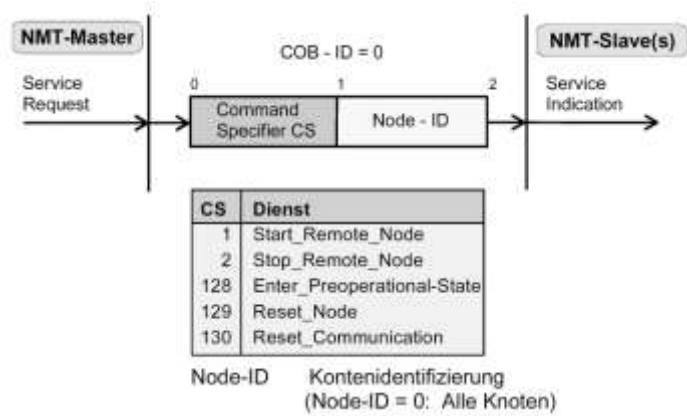 NMT-Master
NMT-Slave(s)
COB - ID = 0
Service
Request
0
1
2
Service
Indication
Command
Specifier CS
Node - ID
CS Dienst
1 Start_Remote_Node
2 Stop_Remote_Node
128 Enter_Preoperational-State
129 Reset_Node
130 Reset_Communication
Node-ID Kontenidentifizierung
(Node-ID = 0: Alle Knoten)